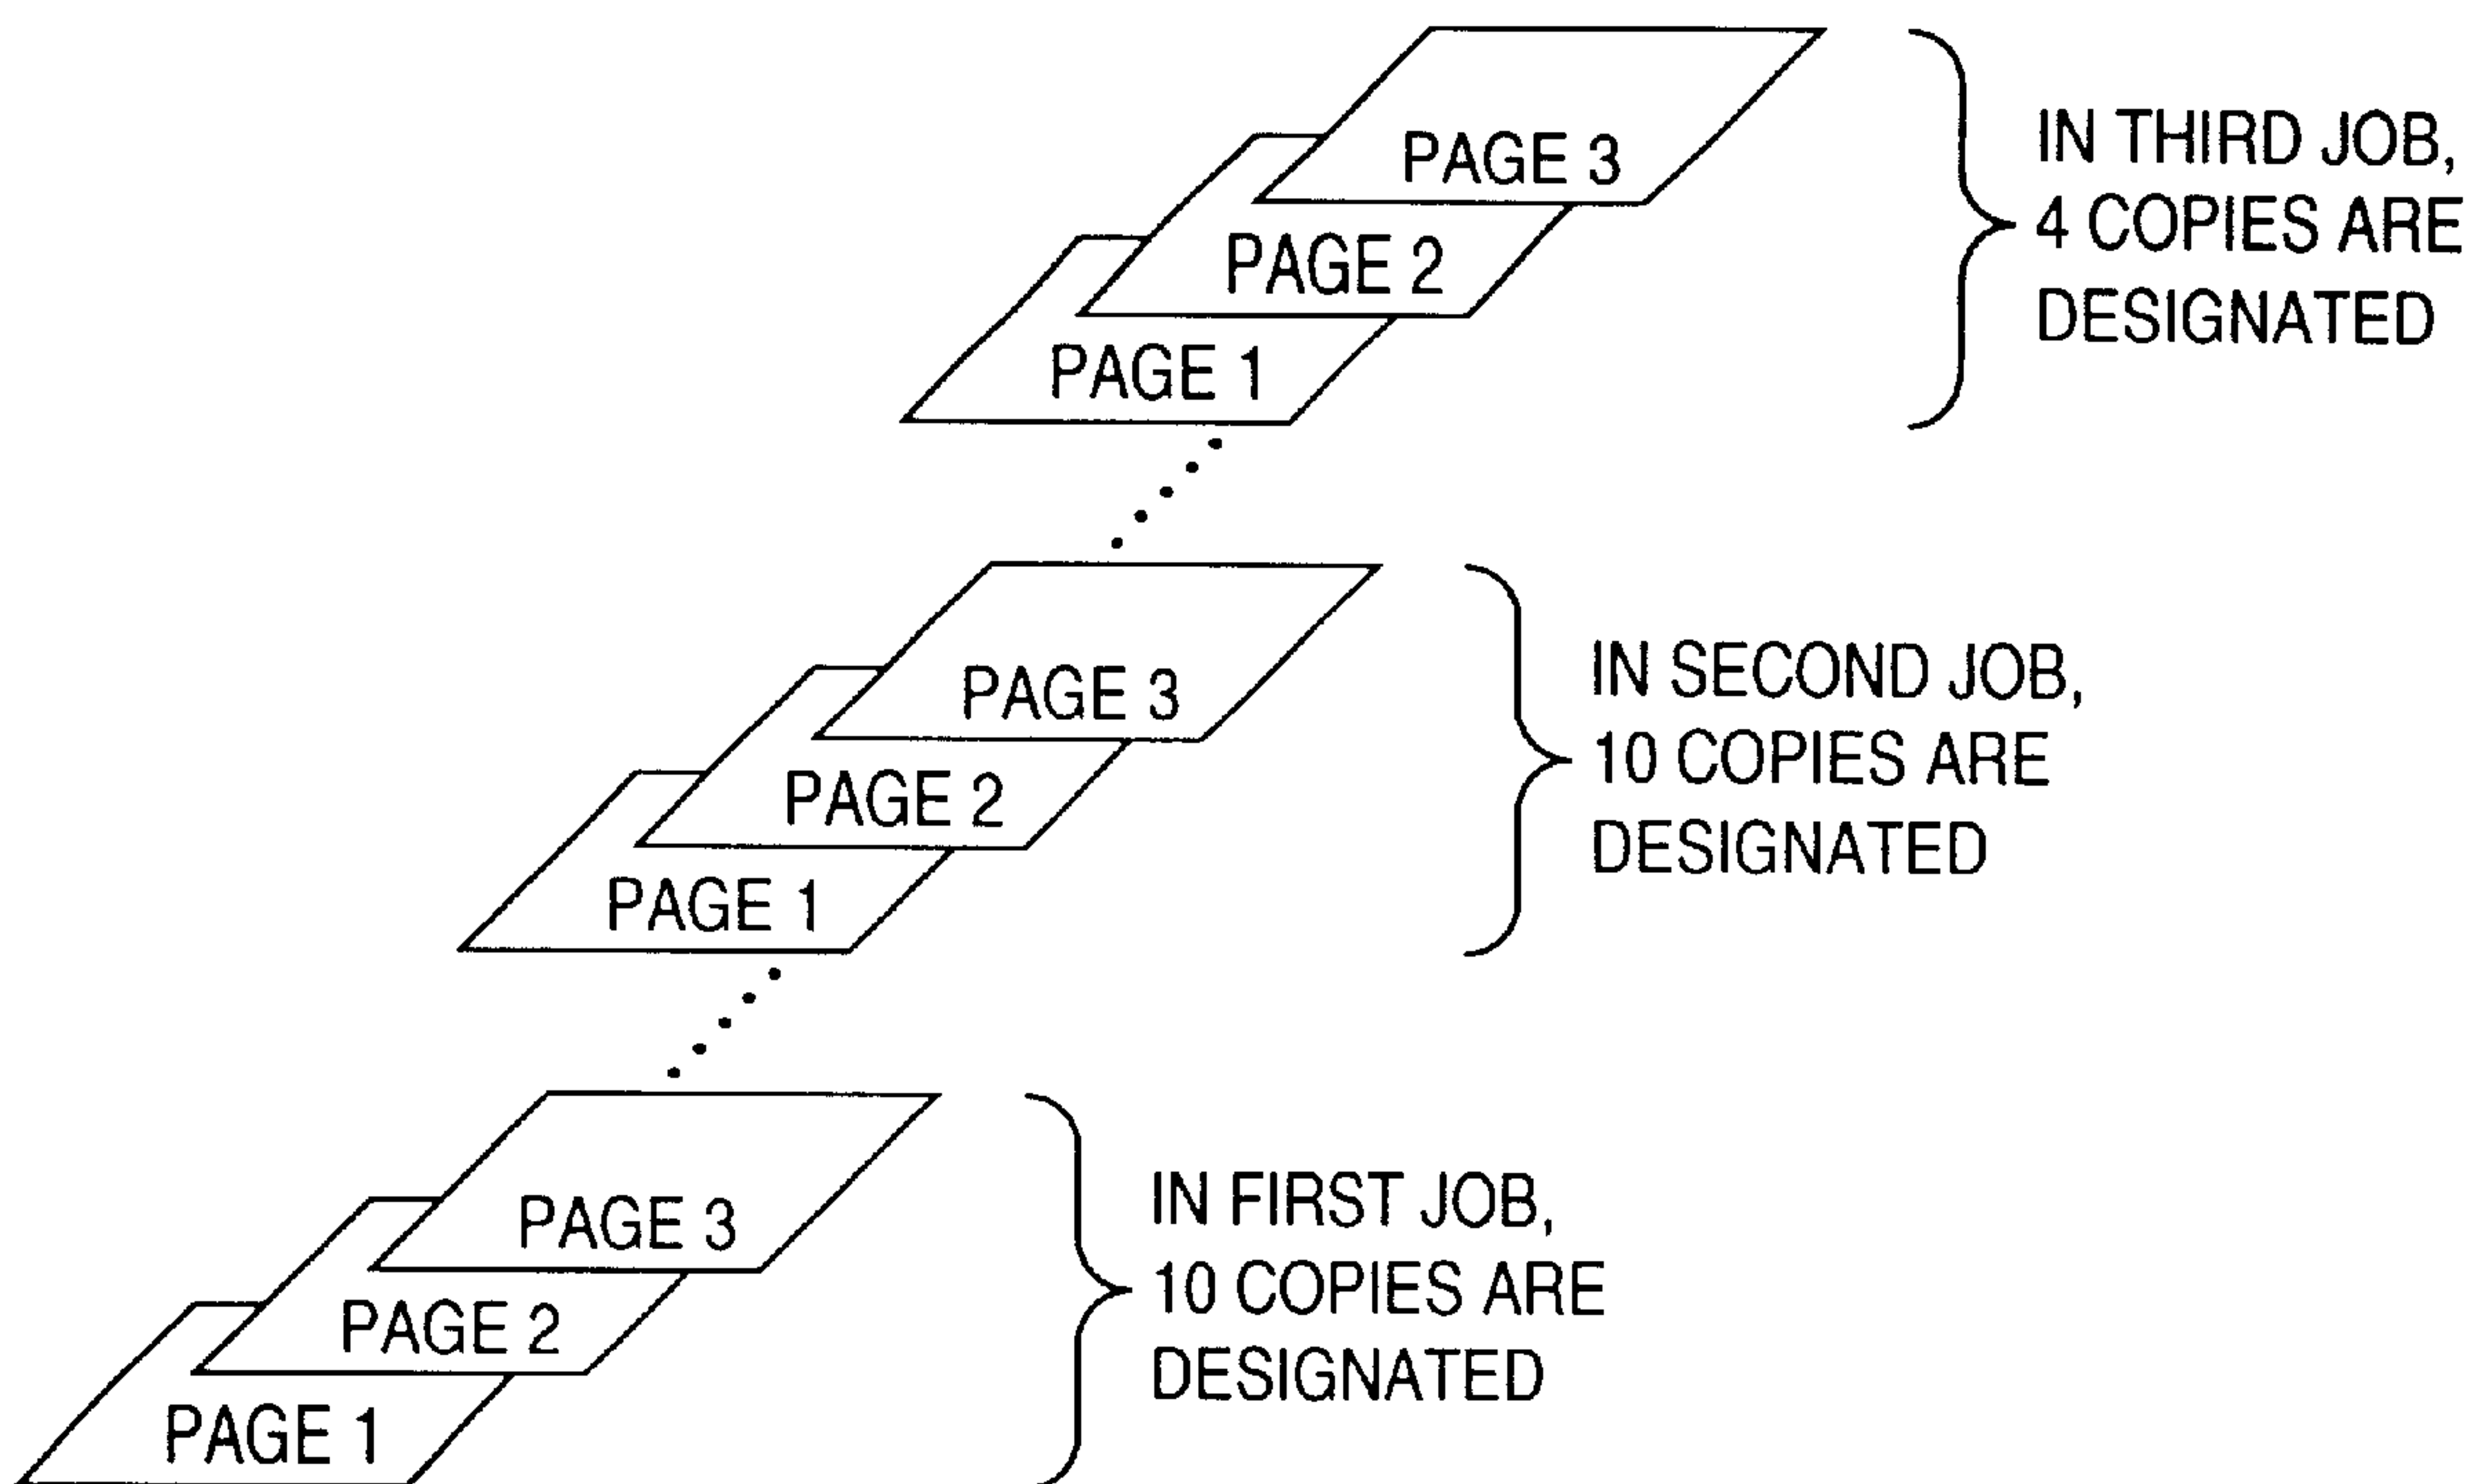 PAGE 3
PAGE 2
PAGE 1
IN THIRD JOB,
4 COPIES ARE
DESIGNATED
PAGE 3
PAGE 2
PAGE 1
IN SECOND JOB,
10 COPIES ARE
DESIGNATED
PAGE 3
PAGE 2
PAGE 1
IN FIRST JOB,
10 COPIES ARE
DESIGNATED